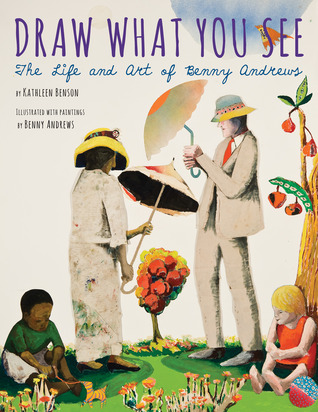 DRAW WHAT YOU SEE
The Life and Art of Benny Andrews
BY KATHLEEN BENSON
ILLUSTRATED WITH PAINTINGS
BY BENNY ANDREWS